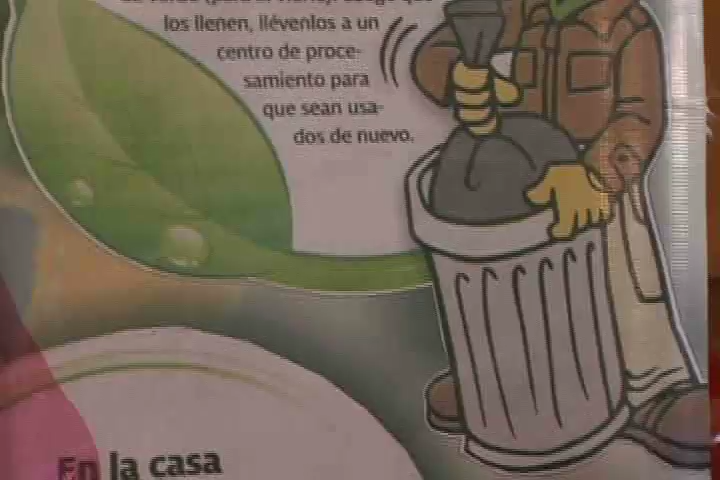 los llenen, llévenlos a un
centro de proce-
samiento para
que sean usa-
dos de nuevo.
En la casa